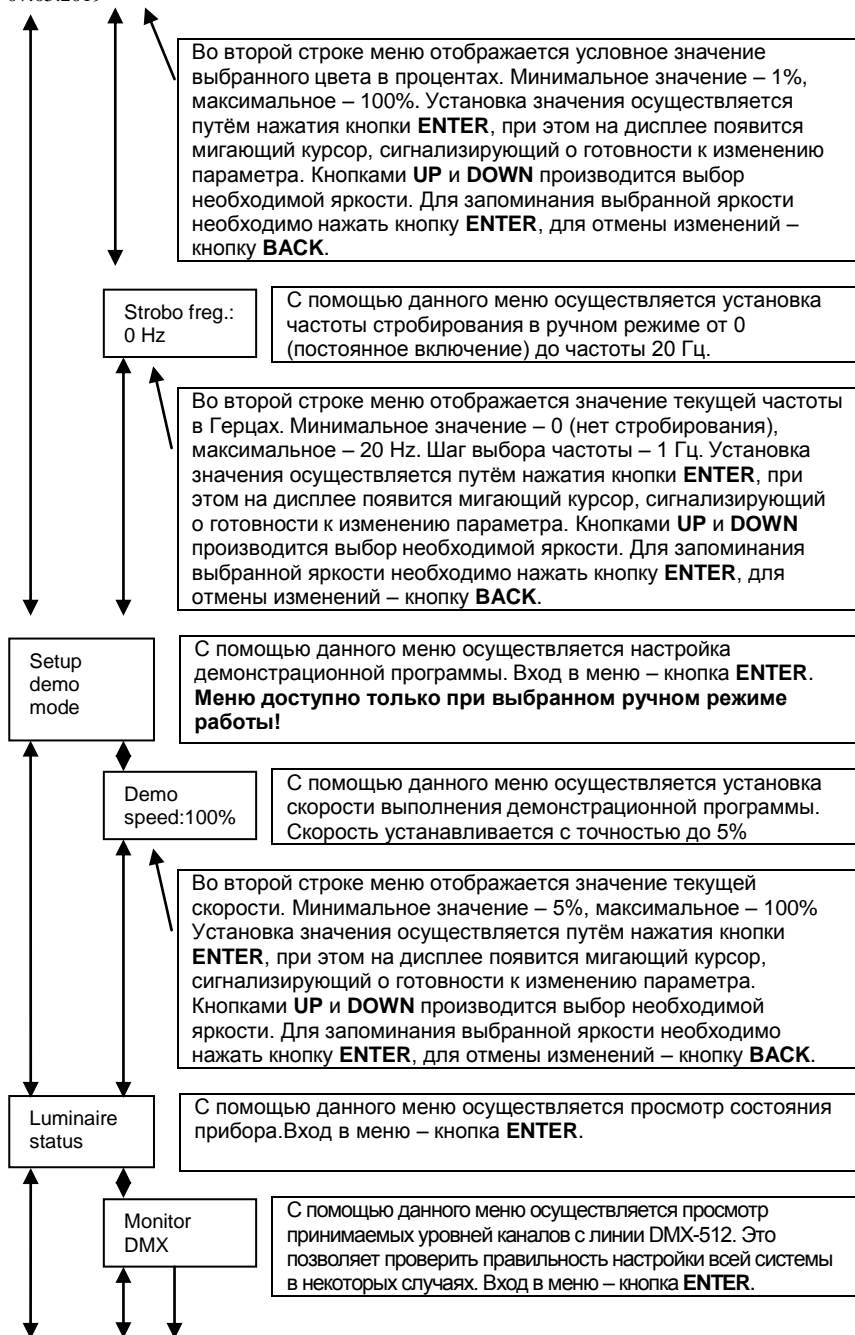 Во второй строке меню отображается условное значение
выбранного цвета в процентах. Минимальное значение – 1%,
максимальное – 100%. Установка значения осуществляется
путём нажатия кнопки ENTER, при этом на дисплее появится
мигающий курсор, сигнализирующий о готовности к изменению
параметра. Кнопками UP и DOWN производится выбор
необходимой яркости. Для запоминания выбранной яркости
необходимо нажать кнопку ENTER, для отмены изменений –
кнопку BACK.
Strobo freg.:
0 Hz
С помощью данного меню осуществляется установка
частоты стробирования в ручном режиме от 0
(постоянное включение) до частоты 20 Гц.
Во второй строке меню отображается значение текущей частоты
в Герцах. Минимальное значение – 0 (нет стробирования),
максимальное – 20 Hz. Шаг выбора частоты – 1 Гц. Установка
значения осуществляется путём нажатия кнопки ENTER, при
этом на дисплее появится мигающий курсор, сигнализирующий
о готовности к изменению параметра. Кнопками UP и DOWN
производится выбор необходимой яркости. Для запоминания
выбранной яркости необходимо нажать кнопку ENTER, для
отмены изменений – кнопку BACK.
Setup
demo
mode
С помощью данного меню осуществляется настройка
демонстрационной программы. Вход в меню – кнопка ENTER.
Меню доступно только при выбранном ручном режиме
работы!
Demo
speed:100%
С помощью данного меню осуществляется установка
скорости выполнения демонстрационной программы.
Скорость устанавливается с точностью до 5%
Во второй строке меню отображается значение текущей
скорости. Минимальное значение – 5%, максимальное – 100%
Установка значения осуществляется путём нажатия кнопки
ENTER, при этом на дисплее появится мигающий курсор,
сигнализирующий о готовности к изменению параметра.
Кнопками UP и DOWN производится выбор необходимой
яркости. Для запоминания выбранной яркости необходимо
нажать кнопку ENTER, для отмены изменений – кнопку BACK.
Luminaire
status
С помощью данного меню осуществляется просмотр состояния
прибора.Вход в меню – кнопка ENTER.
Monitor
DMX
С помощью данного меню осуществляется просмотр
принимаемых уровней каналов с линии DMX-512. Это
позволяет проверить правильность настройки всей системы
в некоторых случаях. Вход в меню – кнопка ENTER.